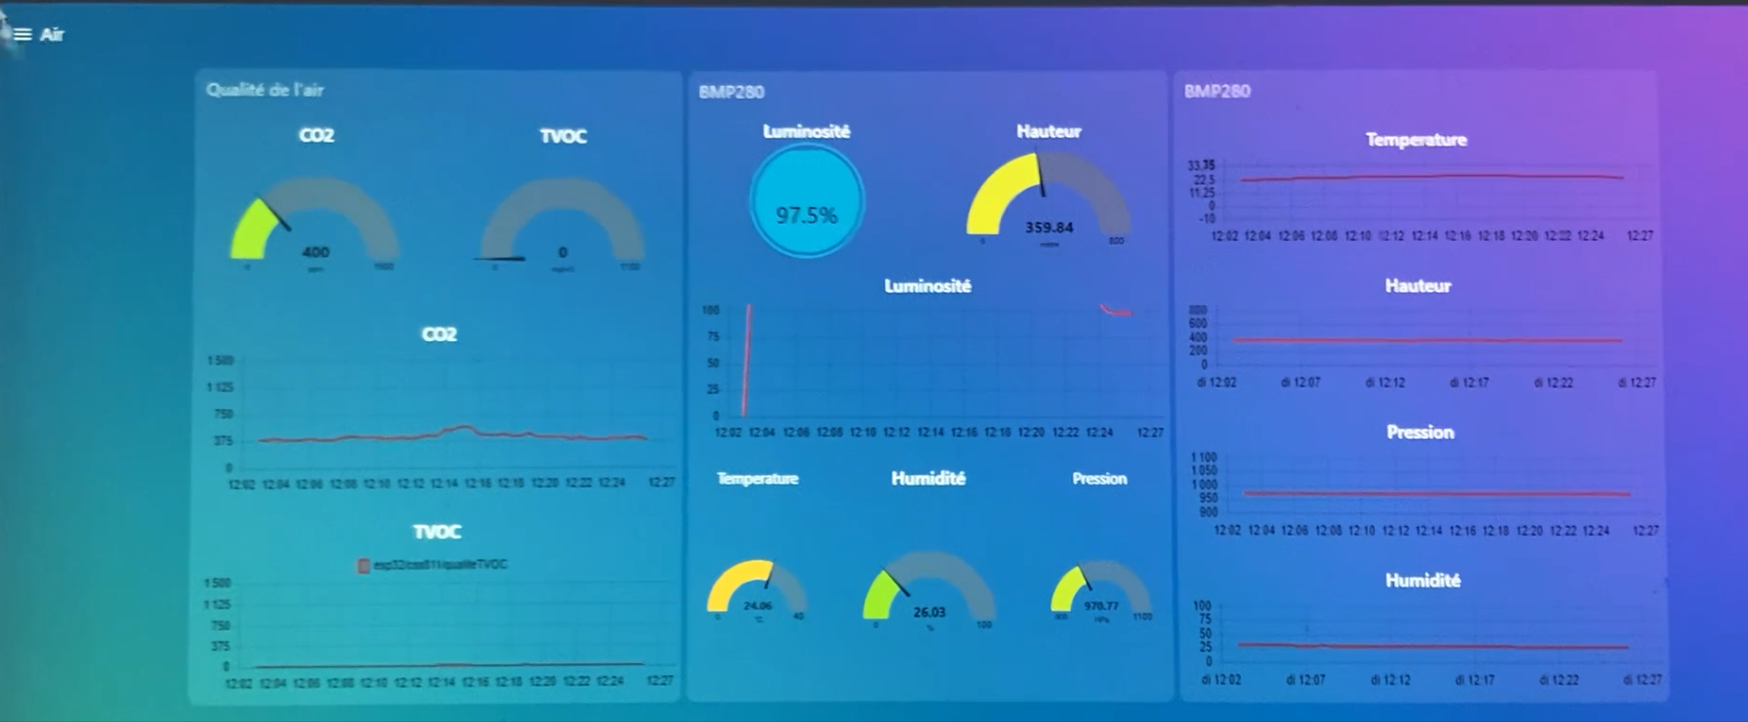 Air
Qualité de l'air
CO2
TVOC
400
ppm
0
1500
0
0
1100
CO2
1 500
1 125
750
375
0
12:02 12:04 12:06 12:08 12:10 12:12 12:14 12:16 12:18 12:20 12:22 12:24 12:27
TVOC
esp32/css811/qualiteTVOC
1 500
1 125
750
375
0
12:02 12:04 12:06 12:08 12:10 12:12 12:14 12:16 12:18 12:20 12:22 12:24 12:27
BMP280
Luminosité
Hauteur
97.5%
359.84
0
800
Luminosité
100
75
50
25
0
12:02 12:04 12:06 12:08 12:10 12:12 12:14 12:16 12:18 12:20 12:22 12:24 12:27
Temperature
Humidité
Pression
24.06
°C
0
40
26.03
%
0
100
970.77
HPa
1100
BMP280
Temperature
33,75
22,5
11,25
0
-10
12:02 12:04 12:06 12:08 12:10 12:12 12:14 12:16 12:18 12:20 12:22 12:24 12:27
Hauteur
800
600
400
200
0
di 12:02 di 12:07 di 12:12 di 12:17 di 12:22 di 12:27
Pression
1 100
1 050
1 000
950
900
12:02 12:04 12:06 12:08 12:10 12:12 12:14 12:16 12:18 12:20 12:22 12:24 12:27
Humidité
100
75
50
25
0
di 12:02 di 12:07 di 12:12 di 12:17 di 12:22 di 12:27